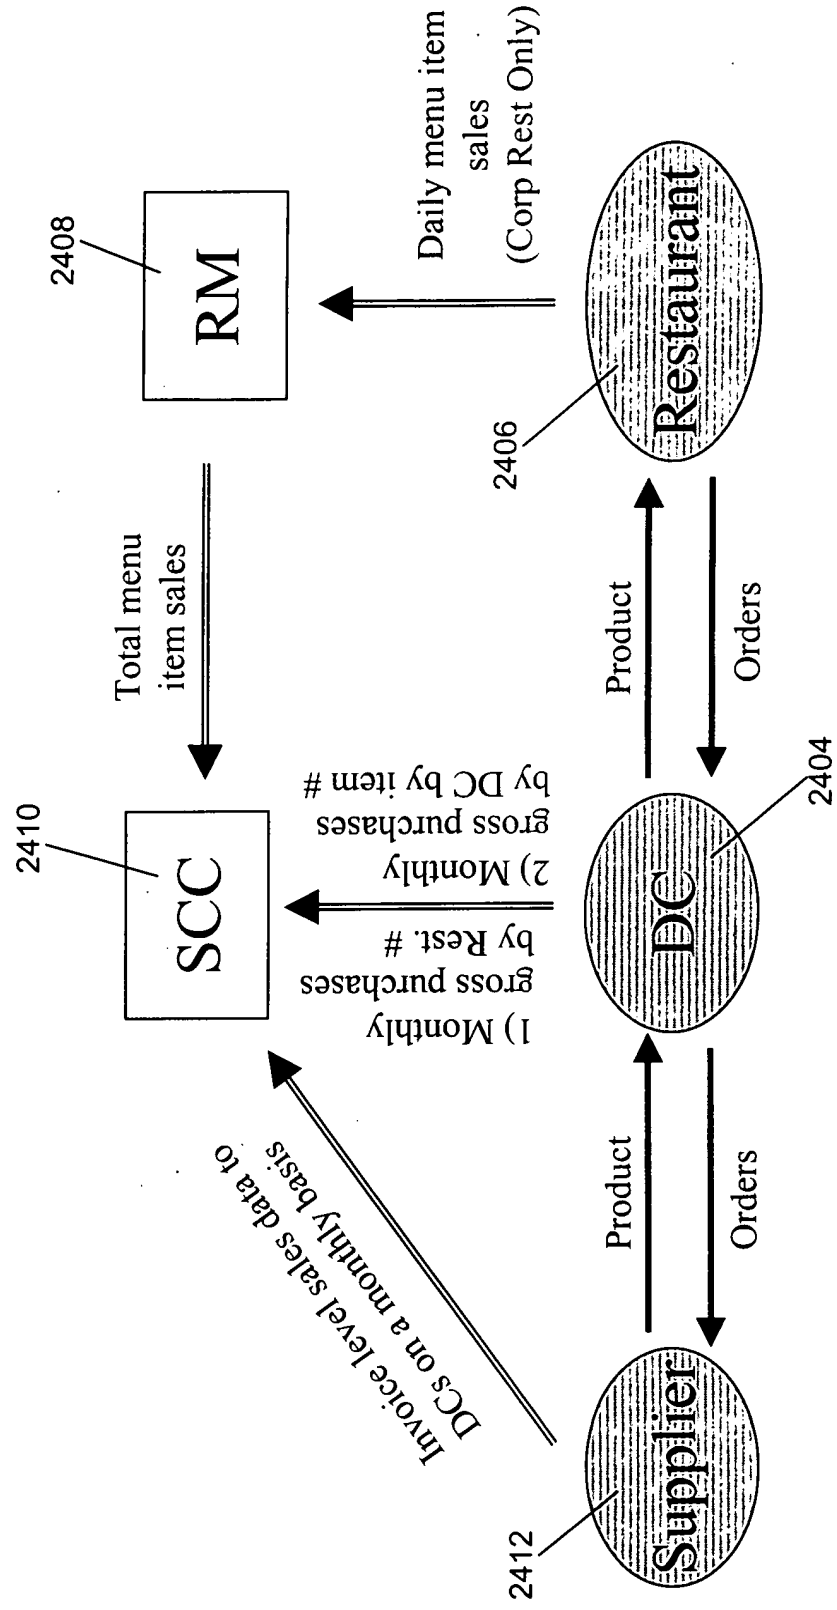 2410
2408
SCC
RM
Total menu
item sales
Invoice level sales data to
DCs on a monthly basis
1) Monthly
gross purchases
by Rest. #
2) Monthly
gross purchases
by DC by item #
Daily menu item
sales
(Corp Rest Only)
2412
Supplier
Product
Orders
DC
2404
Product
Orders
2406
Restaurant